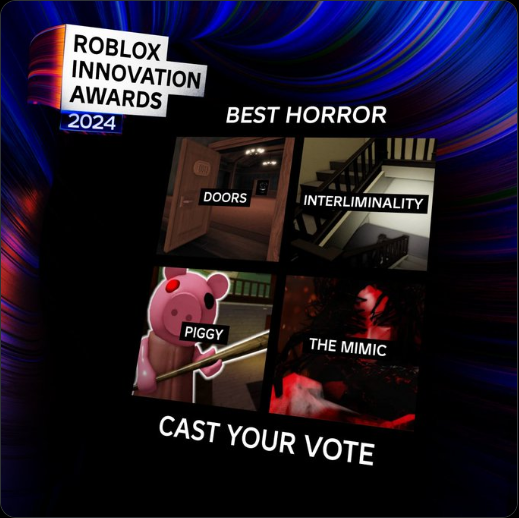 ROBLOX
INNOVATION
AWARDS
2024
BEST HORROR
DOORS
INTERLIMINALITY
PIGGY
THE MIMIC
CAST YOUR VOTE